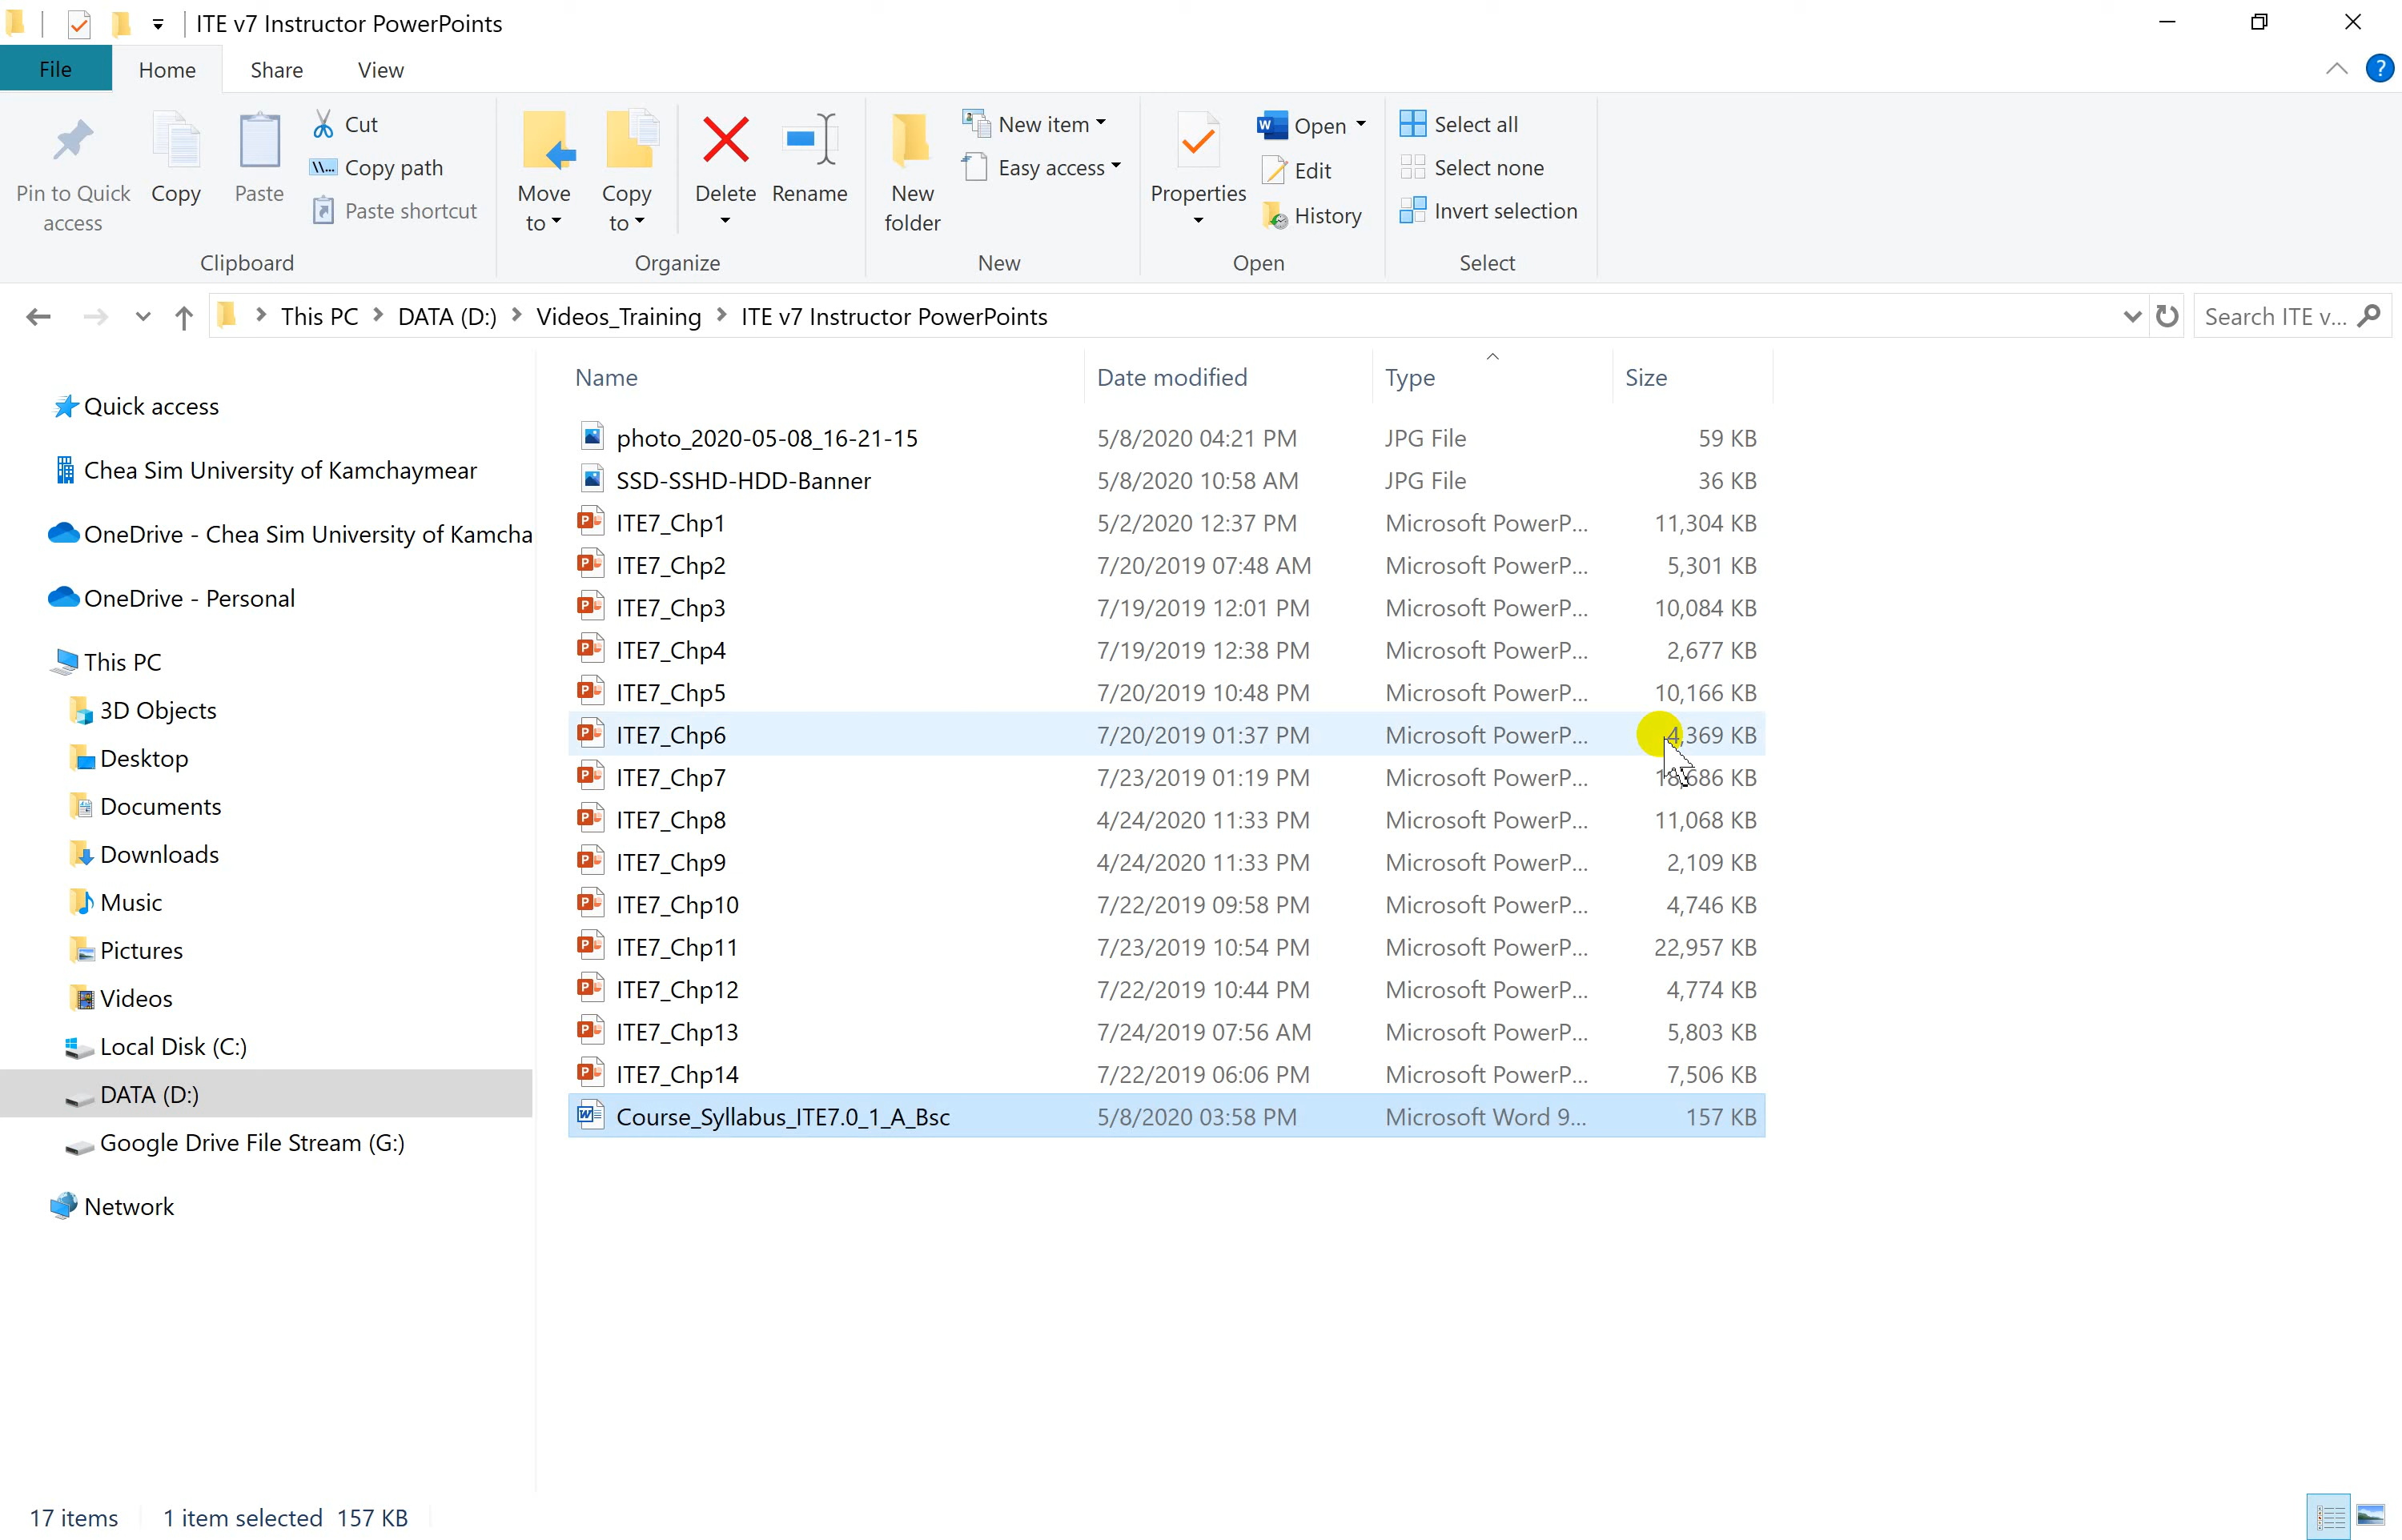 ITE v7 Instructor PowerPoints
File Home Share View
Pin to Quick access
Copy
Paste
Cut
Copy path
Paste shortcut
Clipboard
Move to
Copy to
Delete
Rename
Organize
New folder
New item
Easy access
New
Properties
Open
Edit
History
Open
Select all
Select none
Invert selection
Select
This PC DATA (D:) Videos_Training ITE v7 Instructor PowerPoints
Search ITE v...
Quick access
Chea Sim University of Kamchaymear
OneDrive - Chea Sim University of Kamcha
OneDrive - Personal
This PC
3D Objects
Desktop
Documents
Downloads
Music
Pictures
Videos
Local Disk (C:)
DATA (D:)
Google Drive File Stream (G:)
Network
Name Date modified Type Size
photo_2020-05-08_16-21-15 5/8/2020 04:21 PM JPG File 59 KB
SSD-SSHD-HDD-Banner 5/8/2020 10:58 AM JPG File 36 KB
ITE7_Chp1 5/2/2020 12:37 PM Microsoft PowerP... 11,304 KB
ITE7_Chp2 7/20/2019 07:48 AM Microsoft PowerP... 5,301 KB
ITE7_Chp3 7/19/2019 12:01 PM Microsoft PowerP... 10,084 KB
ITE7_Chp4 7/19/2019 12:38 PM Microsoft PowerP... 2,677 KB
ITE7_Chp5 7/20/2019 10:48 PM Microsoft PowerP... 10,166 KB
ITE7_Chp6 7/20/2019 01:37 PM Microsoft PowerP... 4,369 KB
ITE7_Chp7 7/23/2019 01:19 PM Microsoft PowerP... 18,686 KB
ITE7_Chp8 4/24/2020 11:33 PM Microsoft PowerP... 11,068 KB
ITE7_Chp9 4/24/2020 11:33 PM Microsoft PowerP... 2,109 KB
ITE7_Chp10 7/22/2019 09:58 PM Microsoft PowerP... 4,746 KB
ITE7_Chp11 7/23/2019 10:54 PM Microsoft PowerP... 22,957 KB
ITE7_Chp12 7/22/2019 10:44 PM Microsoft PowerP... 4,774 KB
ITE7_Chp13 7/24/2019 07:56 AM Microsoft PowerP... 5,803 KB
ITE7_Chp14 7/22/2019 06:06 PM Microsoft PowerP... 7,506 KB
Course_Syllabus_ITE7.0_1_A_Bsc 5/8/2020 03:58 PM Microsoft Word 9... 157 KB
17 items 1 item selected 157 KB